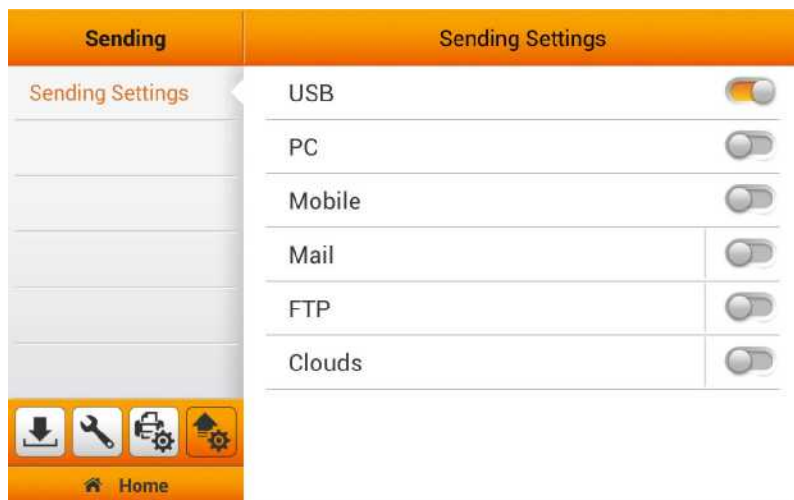 Sending
Sending Settings
Sending Settings
USB
PC
Mobile
Mail
FTP
Clouds
Home